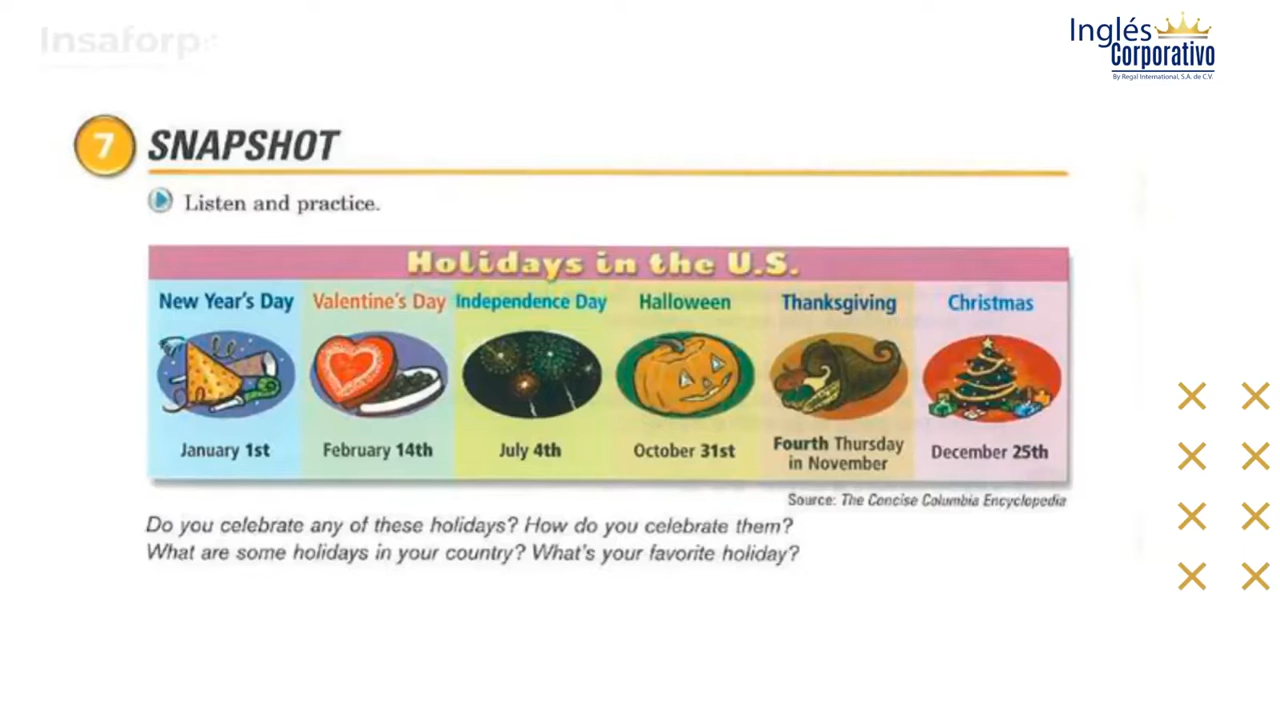 Insaforp
Inglés
Corporativo
By Regal International, S.A. de C.V.
7 SNAPSHOT
Listen and practice.
Holidays in the U.S.
New Year's Day
Valentine's Day
Independence Day
Halloween
Thanksgiving
Christmas
January 1st
February 14th
July 4th
October 31st
Fourth Thursday
in November
December 25th
Source: The Concise Columbia Encyclopedia
Do you celebrate any of these holidays? How do you celebrate them?
What are some holidays in your country? What's your favorite holiday?